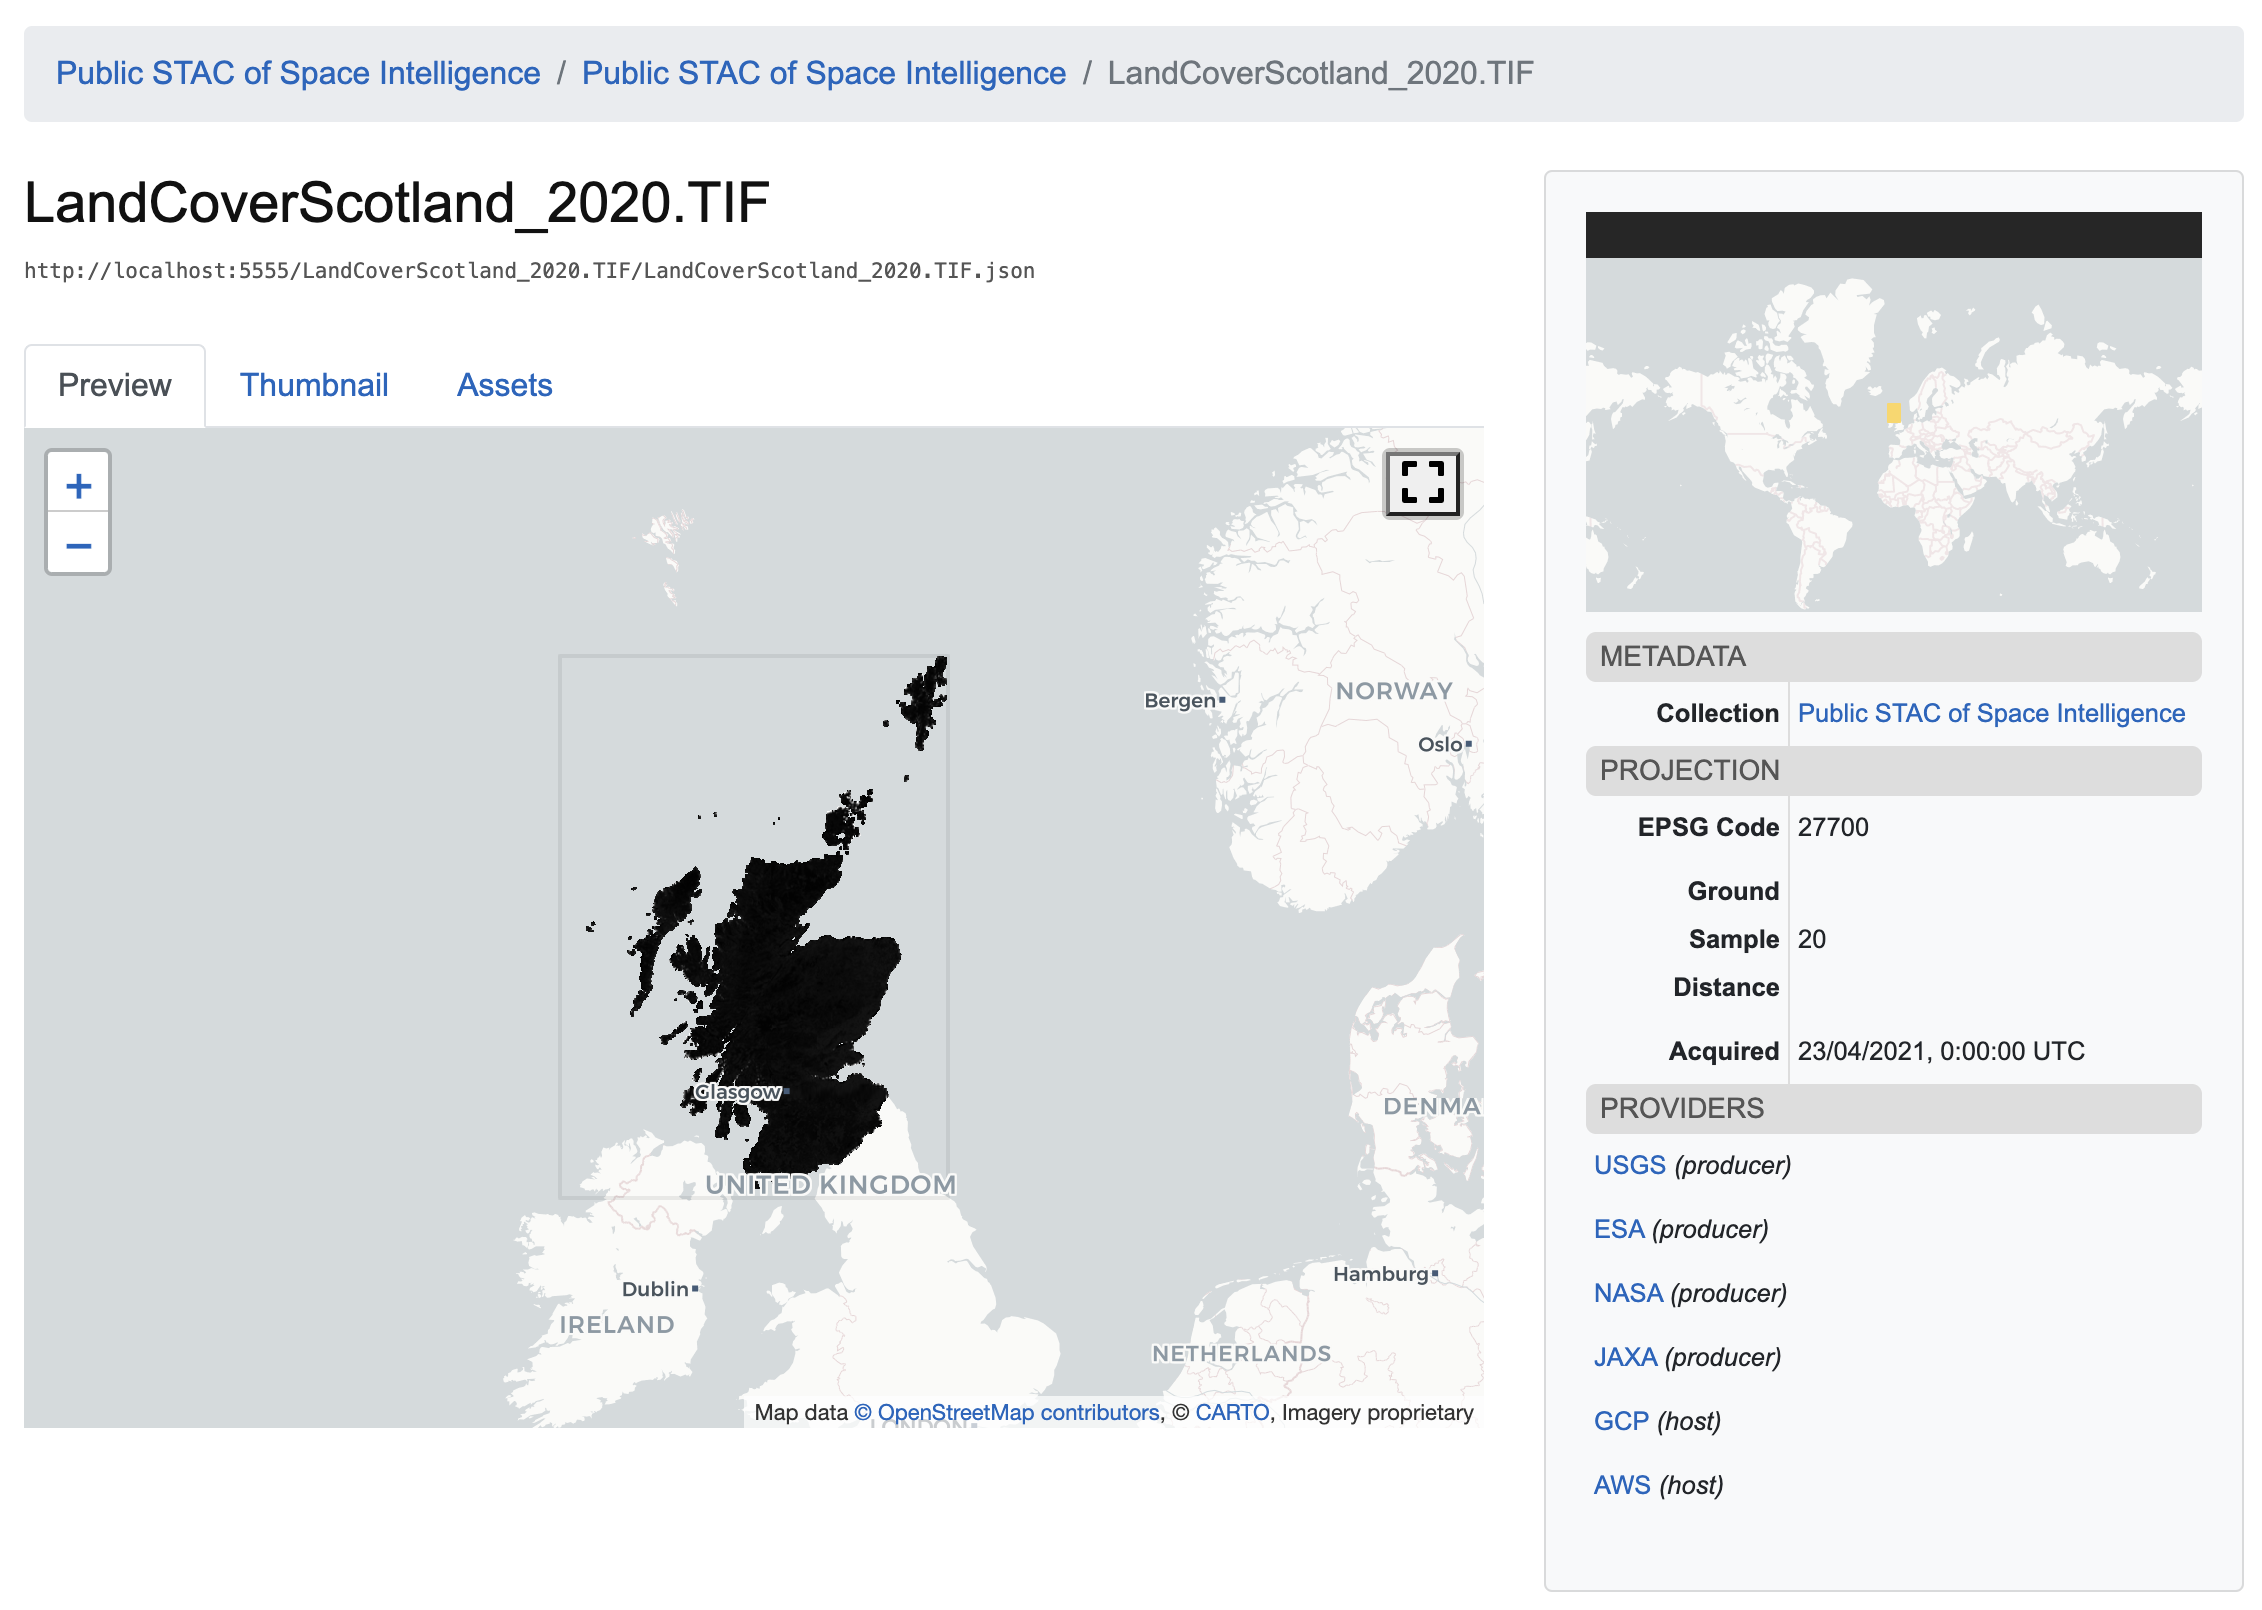 Public STAC of Space Intelligence / Public STAC of Space Intelligence / LandCoverScotland_2020.TIF
LandCoverScotland_2020.TIF
http://localhost:5555/LandCoverScotland_2020.TIF/LandCoverScotland_2020.TIF.json
Preview Thumbnail Assets
+
−
NORWAY
Bergen
Oslo
Glasgow
DENMA
UNITED KINGDOM
Hamburg
Dublin
IRELAND
NETHERLANDS
LONDON
Map data © OpenStreetMap contributors, © CARTO, Imagery proprietary
METADATA
Collection Public STAC of Space Intelligence
PROJECTION
EPSG Code 27700
Ground
Sample 20
Distance
Acquired 23/04/2021, 0:00:00 UTC
PROVIDERS
USGS (producer)
ESA (producer)
NASA (producer)
JAXA (producer)
GCP (host)
AWS (host)